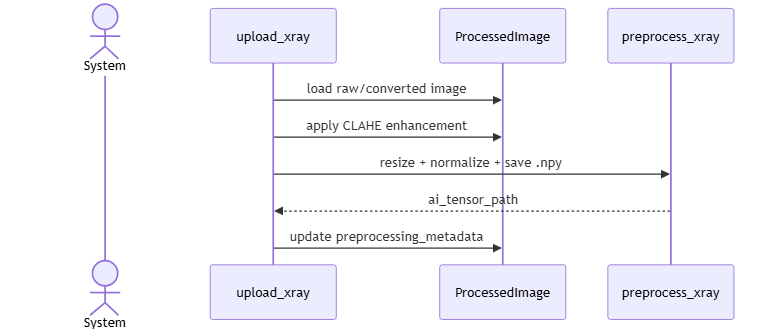 System
upload_xray
ProcessedImage
preprocess_xray
load raw/converted image
apply CLAHE enhancement
resize + normalize + save .npy
ai_tensor_path
update preprocessing_metadata
System
upload_xray
ProcessedImage
preprocess_xray